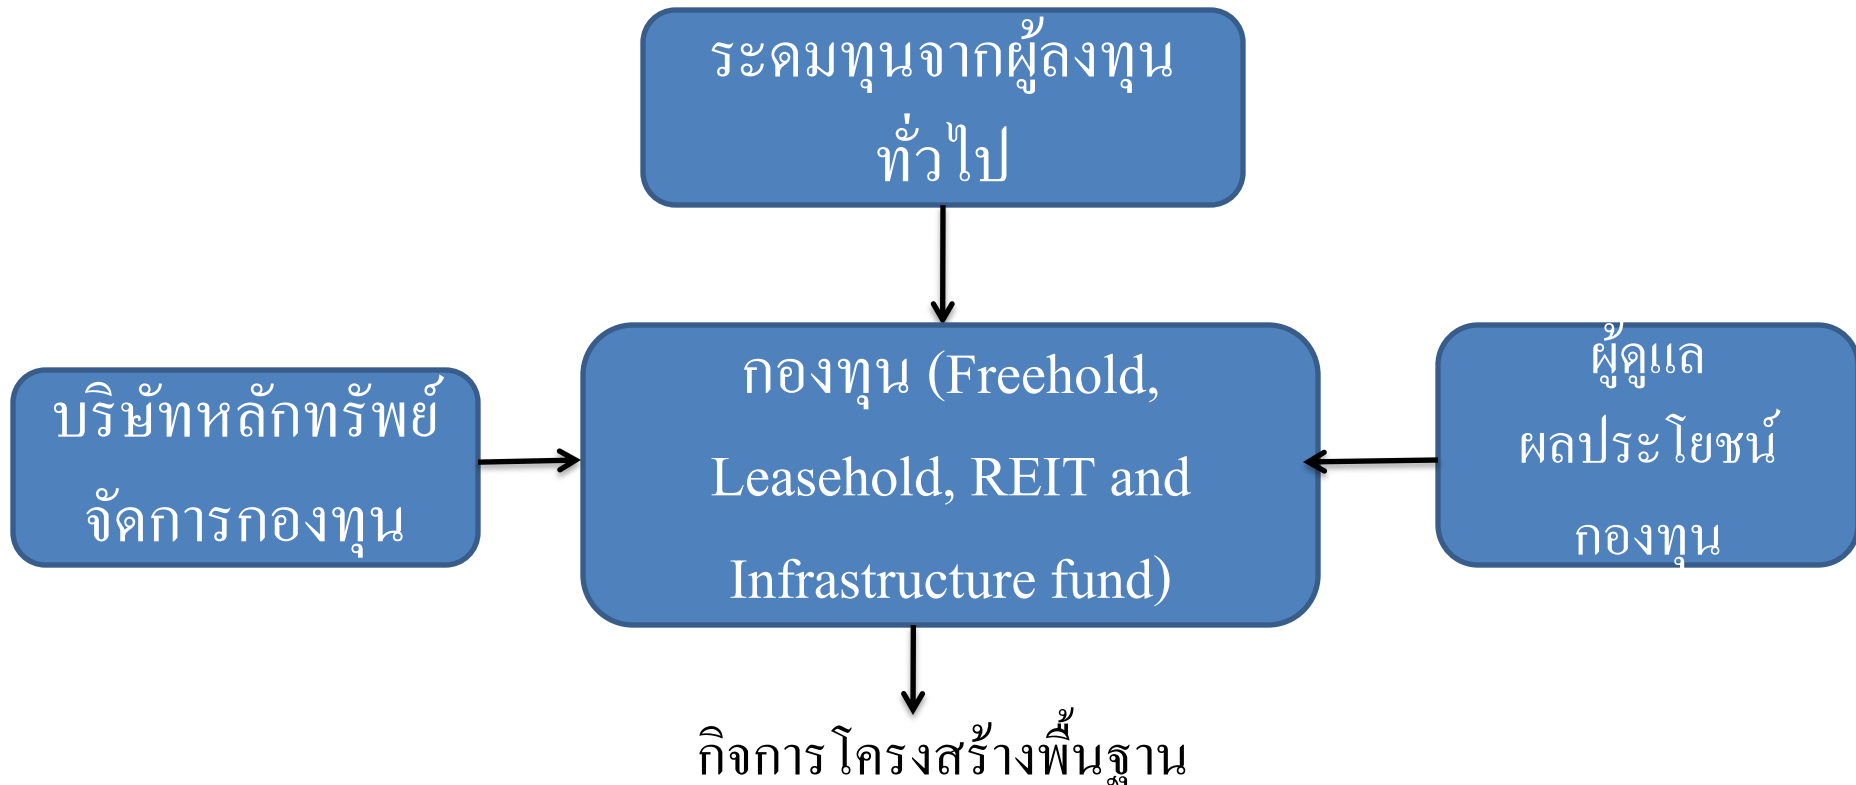 ระดมทุนจากผู้ลงทุน
ทั่วไป
บริษัทหลักทรัพย์
จัดการกองทุน
กองทุน (Freehold,
Leasehold, REIT and
Infrastructure fund)
ผู้ดูแล
ผลประโยชน์
กองทุน
กิจการโครงสร้างพื้นฐาน